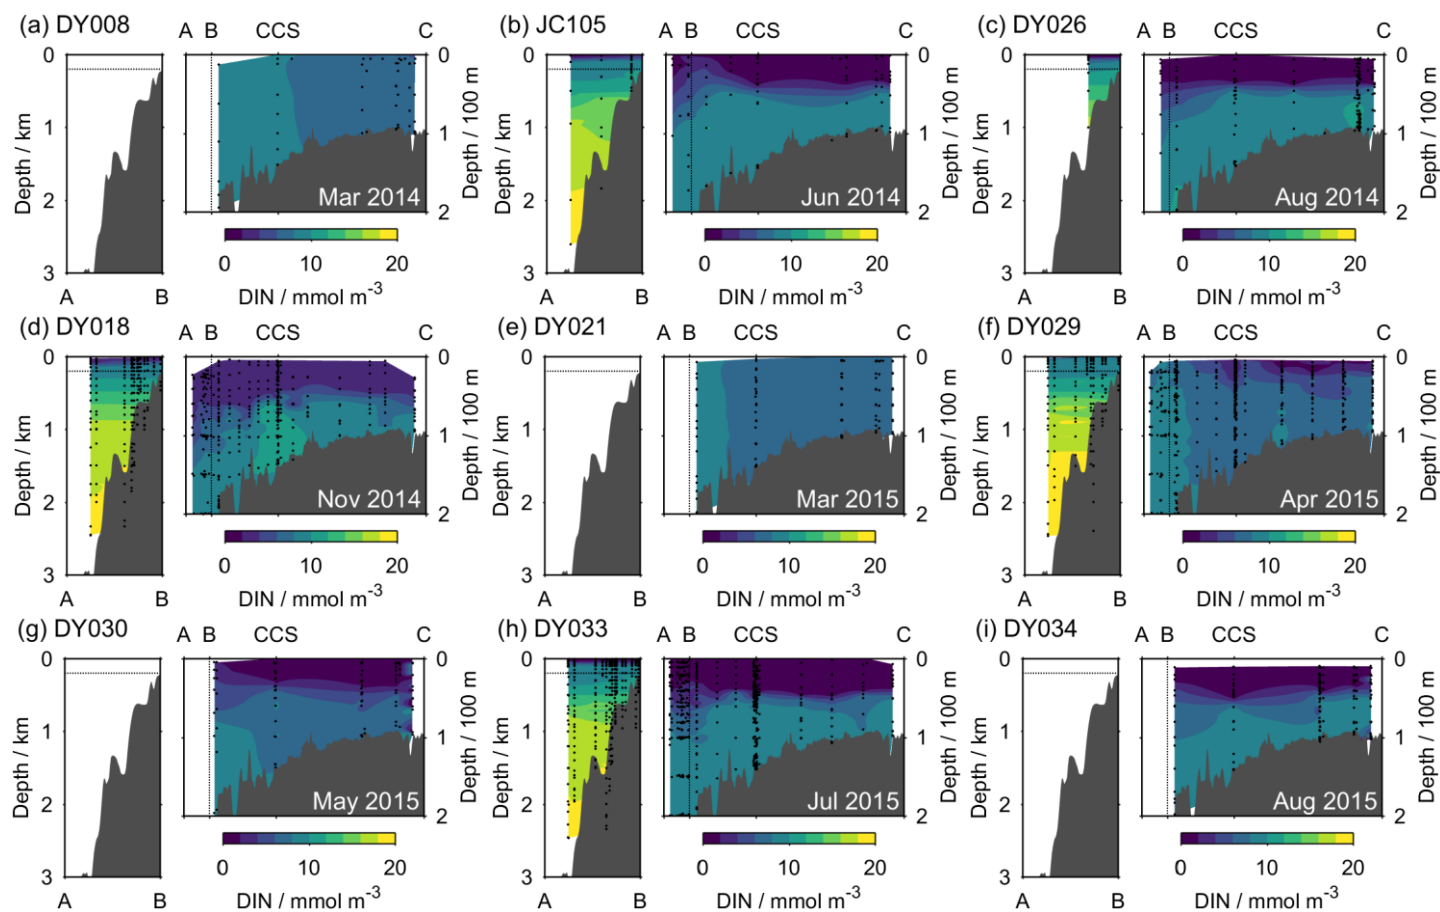 (a) DY008
A B CCS C
0
1
2
3
Depth / km
A B
Mar 2014
0
1
2
Depth / 100 m
0 10 20
DIN / mmol m-3
(b) JC105
A B CCS C
0
1
2
3
Depth / km
A B
Jun 2014
0
1
2
Depth / 100 m
0 10 20
DIN / mmol m-3
(c) DY026
A B CCS C
0
1
2
3
Depth / km
A B
Aug 2014
0
1
2
Depth / 100 m
0 10 20
DIN / mmol m-3
(d) DY018
A B CCS C
0
1
2
3
Depth / km
A B
Nov 2014
0
1
2
Depth / 100 m
0 10 20
DIN / mmol m-3
(e) DY021
A B CCS C
0
1
2
3
Depth / km
A B
Mar 2015
0
1
2
Depth / 100 m
0 10 20
DIN / mmol m-3
(f) DY029
A B CCS C
0
1
2
3
Depth / km
A B
Apr 2015
0
1
2
Depth / 100 m
0 10 20
DIN / mmol m-3
(g) DY030
A B CCS C
0
1
2
3
Depth / km
A B
May 2015
0
1
2
Depth / 100 m
0 10 20
DIN / mmol m-3
(h) DY033
A B CCS C
0
1
2
3
Depth / km
A B
Jul 2015
0
1
2
Depth / 100 m
0 10 20
DIN / mmol m-3
(i) DY034
A B CCS C
0
1
2
3
Depth / km
A B
Aug 2015
0
1
2
Depth / 100 m
0 10 20
DIN / mmol m-3